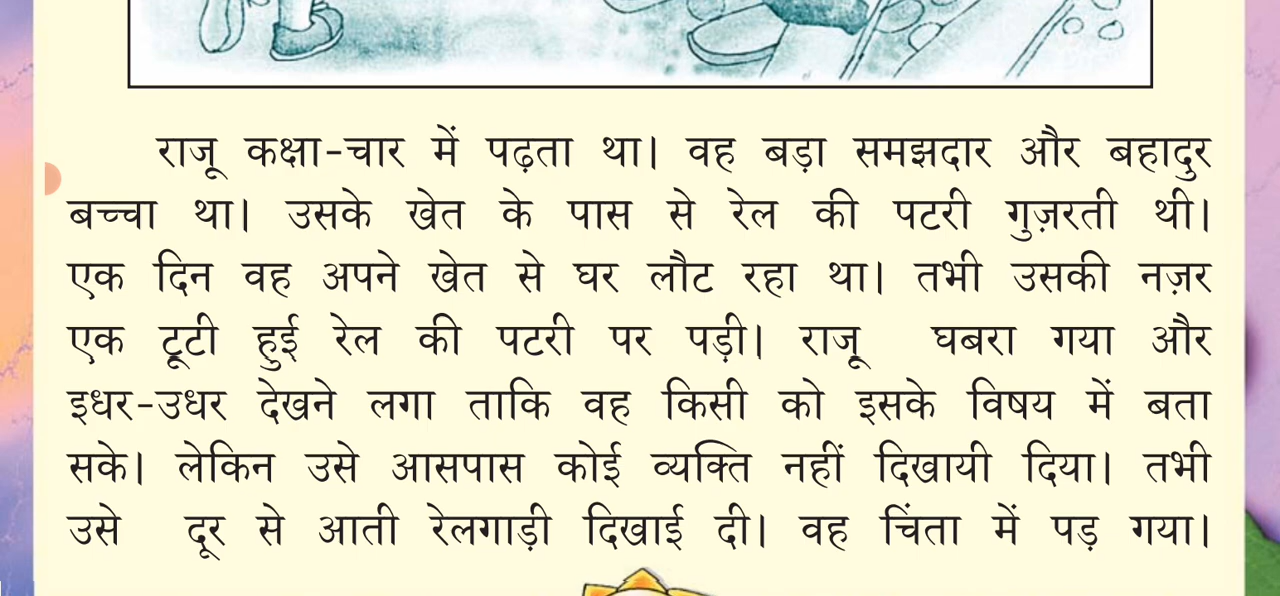 राजू कक्षा-चार में पढ़ता था। वह बड़ा समझदार और बहादुर
बच्चा था। उसके खेत के पास से रेल की पटरी गुज़रती थी।
एक दिन वह अपने खेत से घर लौट रहा था। तभी उसकी नज़र
एक टूटी हुई रेल की पटरी पर पड़ी। राजू घबरा गया और
इधर-उधर देखने लगा ताकि वह किसी को इसके विषय में बता
सके। लेकिन उसे आसपास कोई व्यक्ति नहीं दिखायी दिया। तभी
उसे दूर से आती रेलगाड़ी दिखाई दी। वह चिंता में पड़ गया।